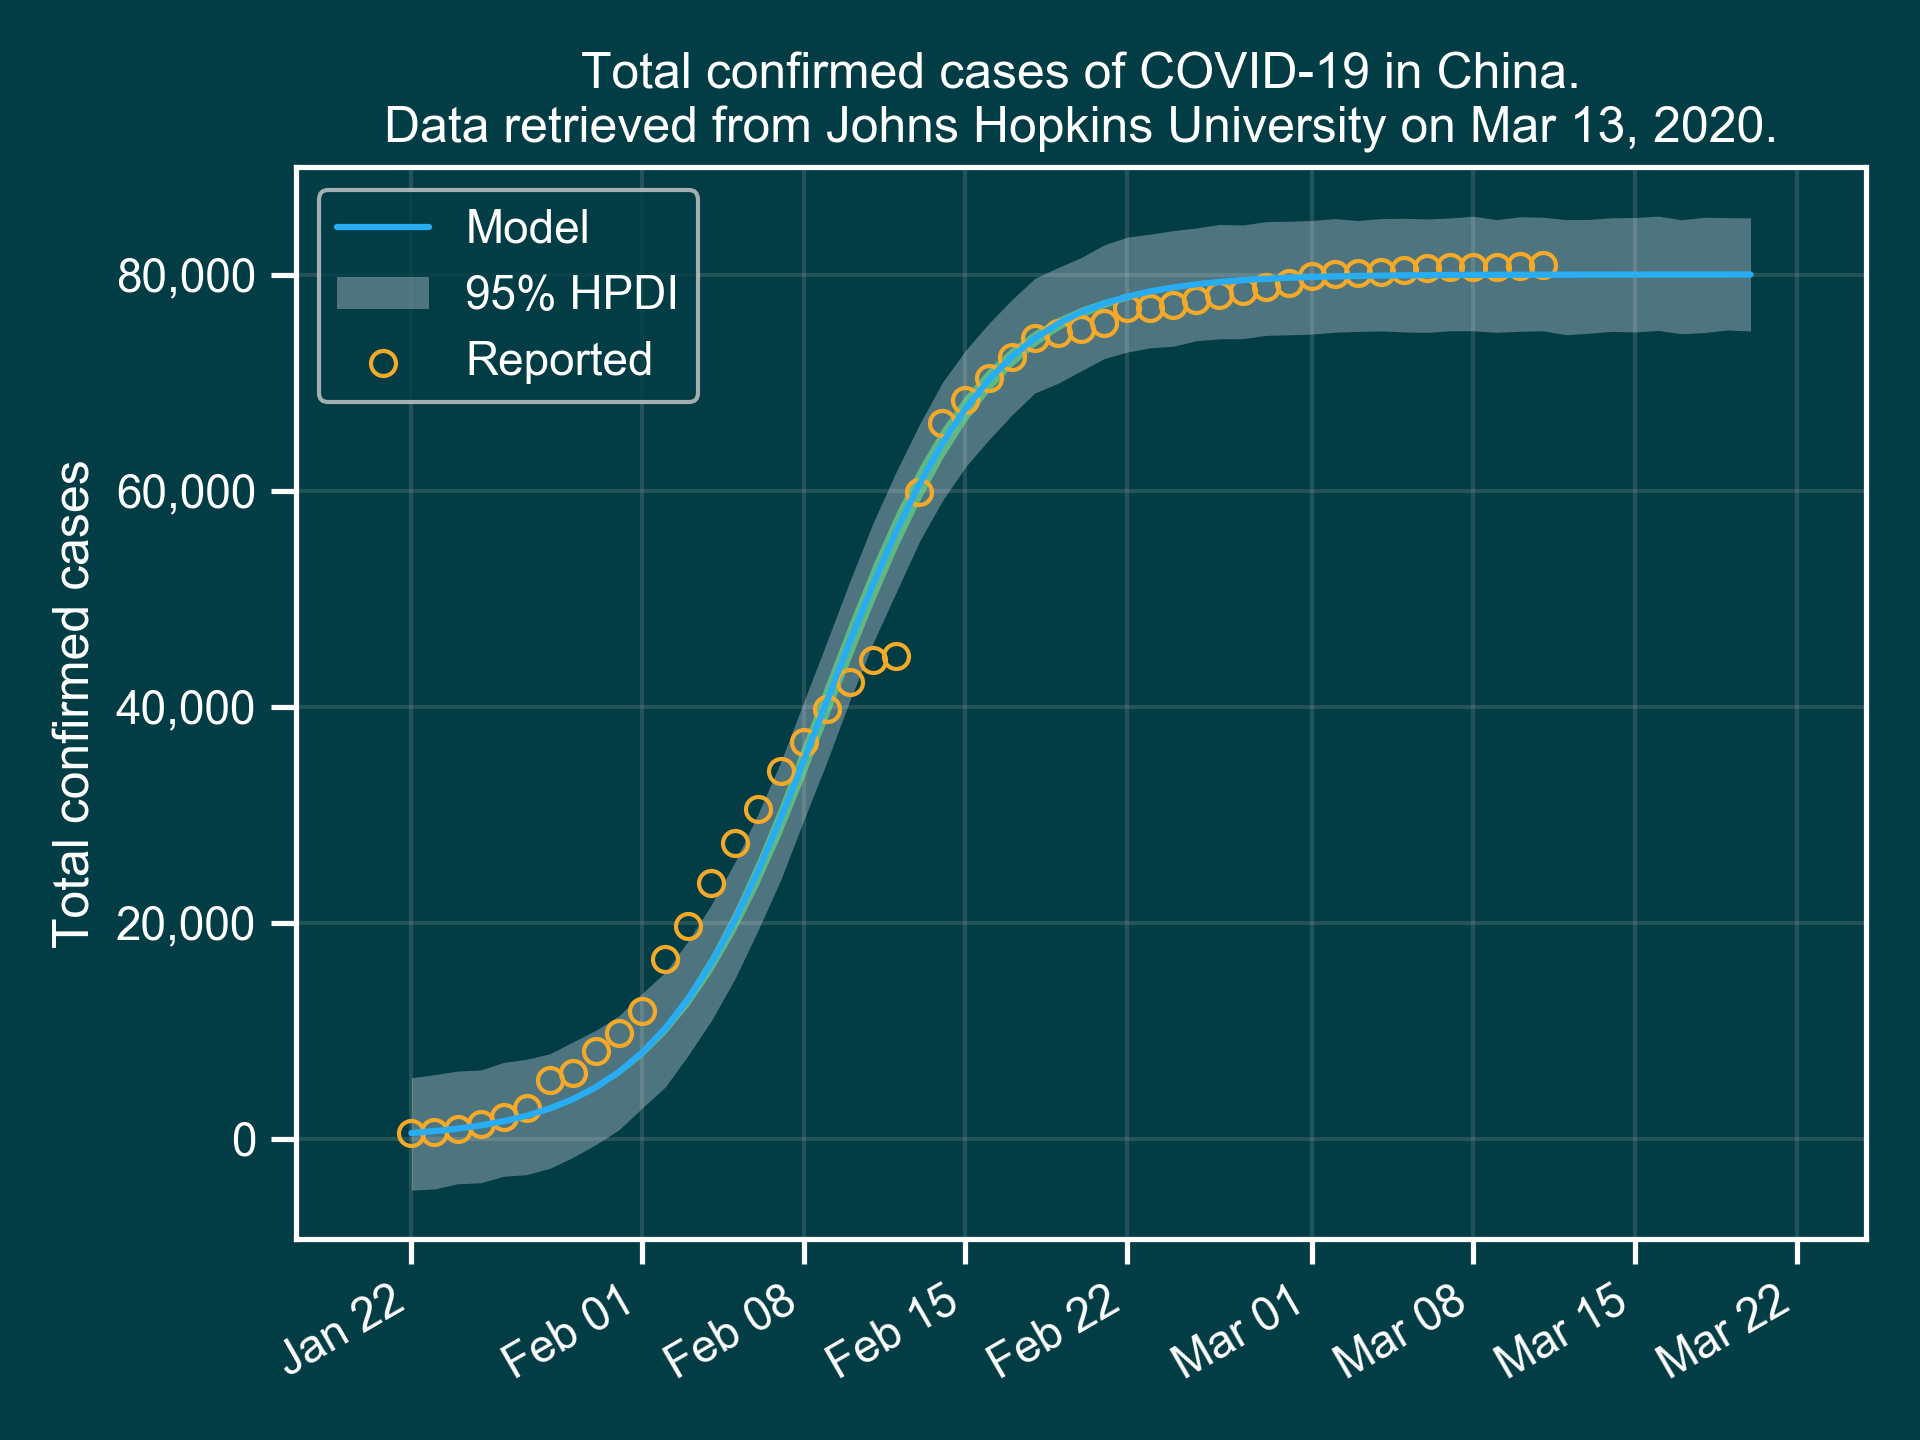 Total confirmed cases of COVID-19 in China.
Data retrieved from Johns Hopkins University on Mar 13, 2020.
Model
95% HPDI
Reported
Total confirmed cases
80,000
60,000
40,000
20,000
0
Jan 22
Feb 01
Feb 08
Feb 15
Feb 22
Mar 01
Mar 08
Mar 15
Mar 22